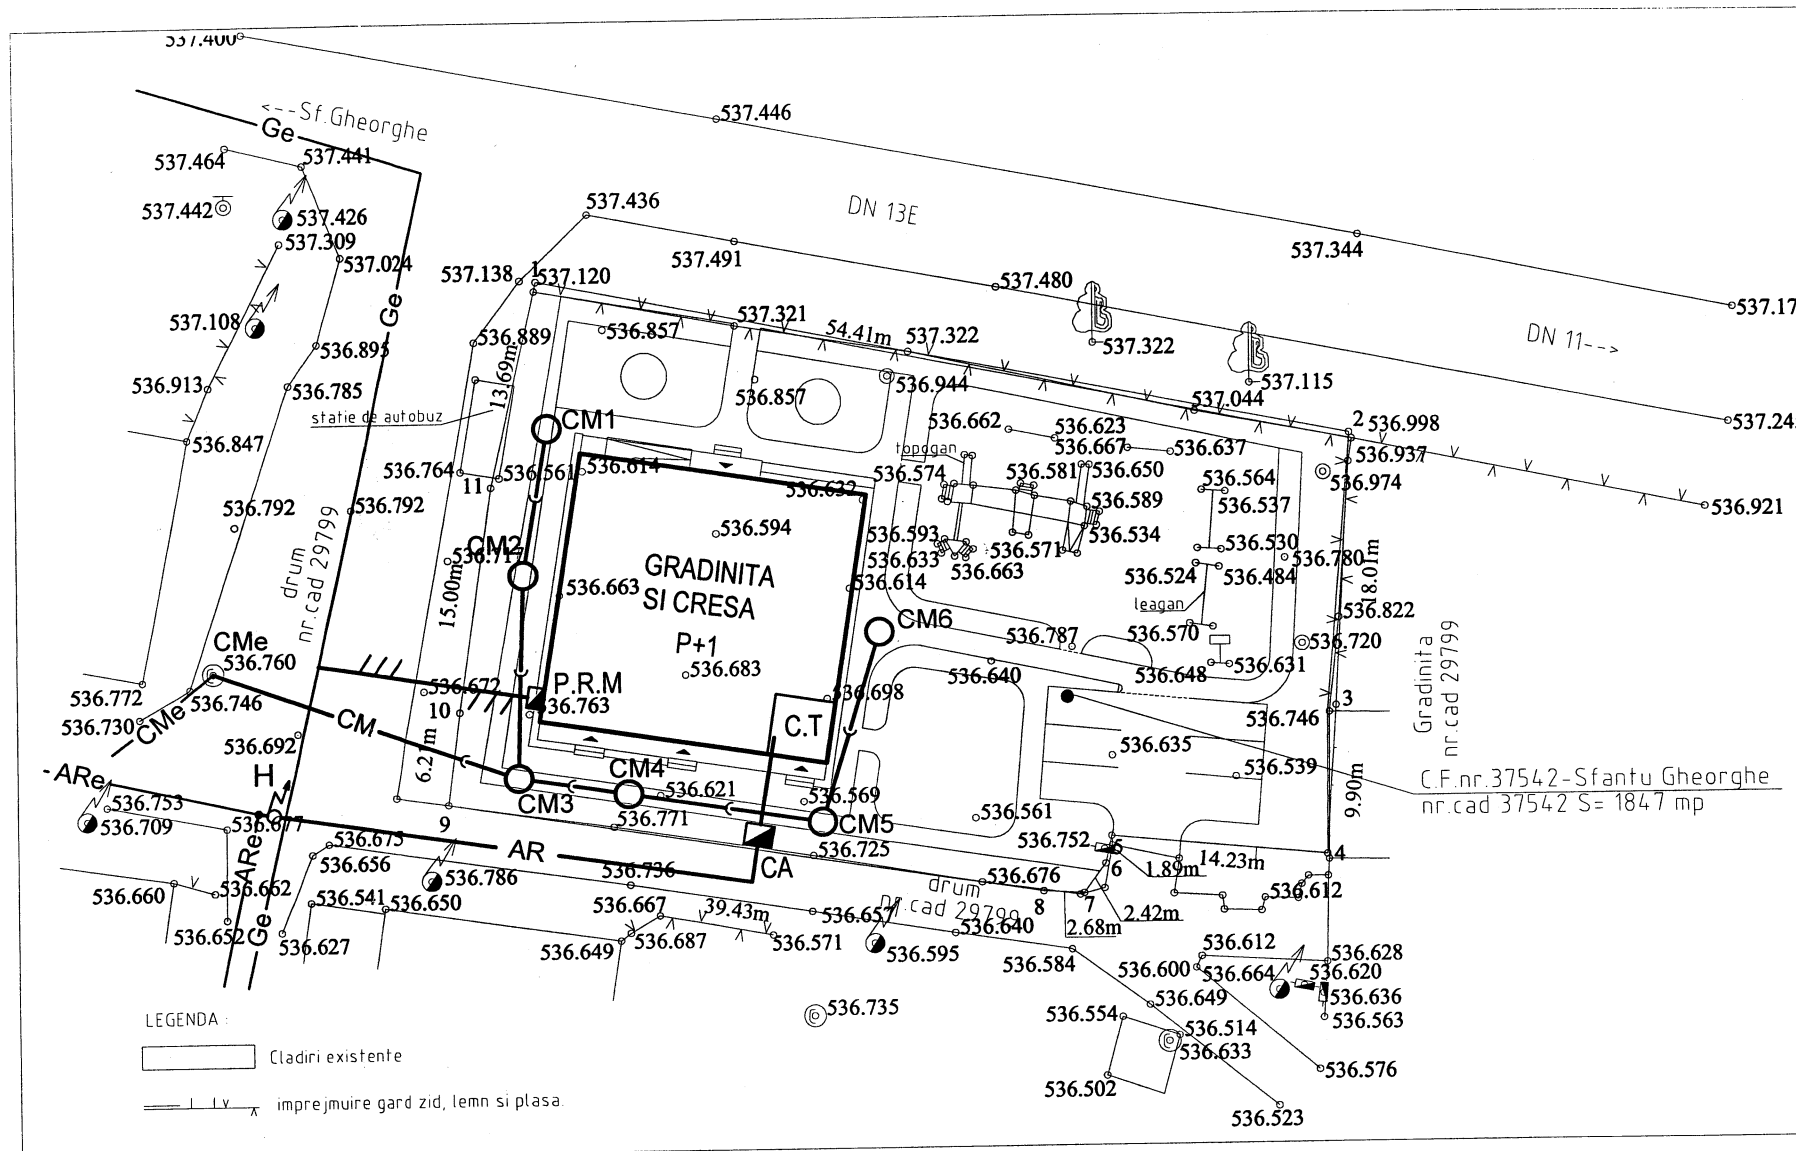 537.400
537.446
<---Sf.Gheorghe
Ge
537.464
537.441
537.442
537.426
537.309
537.024
537.436
DN 13E
537.491
537.344
537.138
1
537.120
537.480
Ge
537.108
537.321
54.41m
537.322
537.322
DN 11-->
536.889
536.857
536.895
13.69m
536.913
536.785
536.857
536.944
537.115
537.044
statie de autobuz
CM1
536.662
536.623
2
536.998
536.847
536.667
536.637
topogan
536.937
536.764
536.561
536.614
536.574
536.581
536.650
536.564
536.974
11
536.632
536.589
536.537
536.921
536.792
536.792
536.594
536.593
536.534
536.530
CM2
536.717
536.633
536.571
536.780
drum
nr.cad 29799
GRADINITA
SI CRESA
P+1
536.663
536.663
536.614
536.524
536.484
18.01m
15.00m
leagan
536.822
CM6
536.787
536.570
536.720
CMe
536.760
536.683
536.640
536.648
536.631
Gradinita
nr.cad 29799
536.772
536.746
536.672
P.R.M
536.763
536.698
536.746
3
536.730
CMe
CM
10
C.T
536.692
6.21m
536.635
536.539
H
CM4
CM3
536.621
536.569
C.F.nr.37542-Sfantu Gheorghe
nr.cad 37542 S= 1847 mp
9.90m
-ARe
536.753
536.709
536.677
9
536.771
CM5
536.561
536.675
536.752
5
4
AR
536.725
536.656
CA
6
1.89m
14.23m
ARe
536.786
536.736
536.676
536.660
536.662
536.541
536.650
drum
nr.cad 29799
8
7
536.612
536.667
39.43m
536.657
2.42m
2.68m
536.652
Ge
536.627
536.649
536.687
536.571
536.595
536.640
536.584
536.612
536.628
536.600
536.664
536.620
536.636
536.649
536.563
536.735
536.554
536.514
536.633
LEGENDA :
Cladiri existente
536.502
536.576
imprejmuire gard zid, lemn si plasa.
536.523